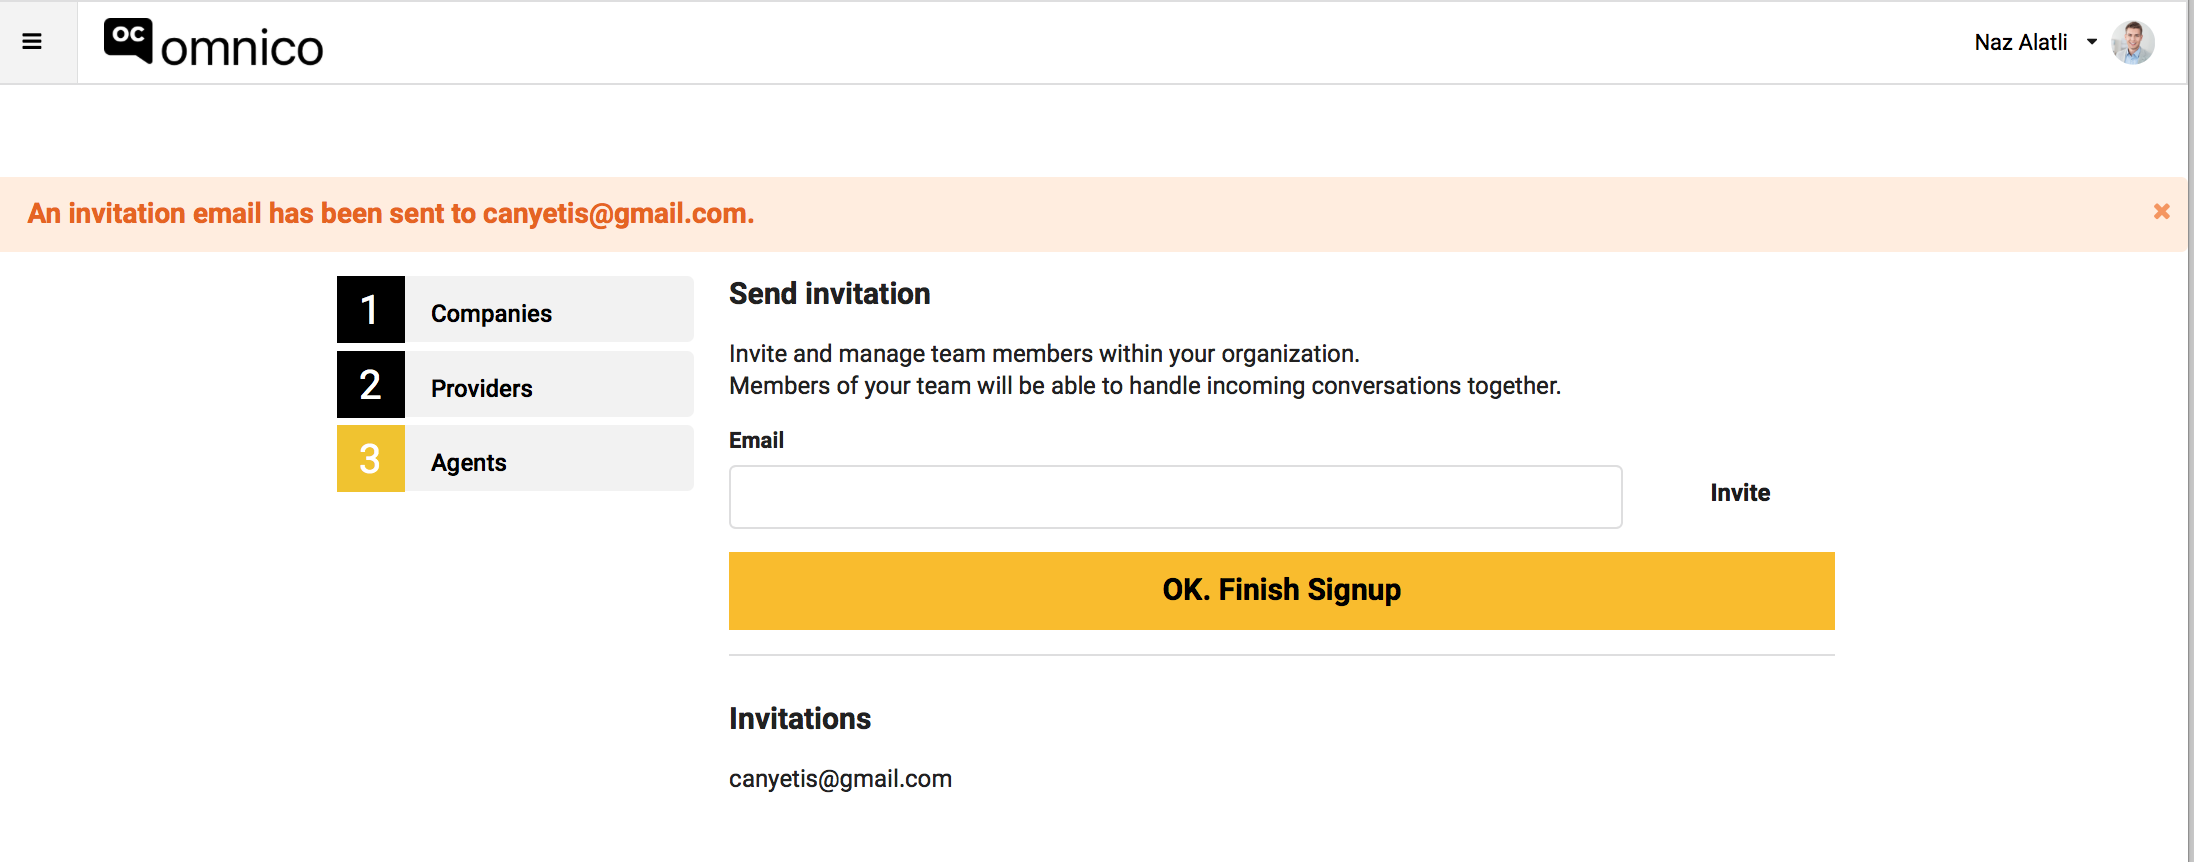 OC omnico
Naz Alatli
An invitation email has been sent to canyetis@gmail.com.
1 Companies
2 Providers
3 Agents
Send invitation
Invite and manage team members within your organization.
Members of your team will be able to handle incoming conversations together.
Email
Invite
OK. Finish Signup
Invitations
canyetis@gmail.com